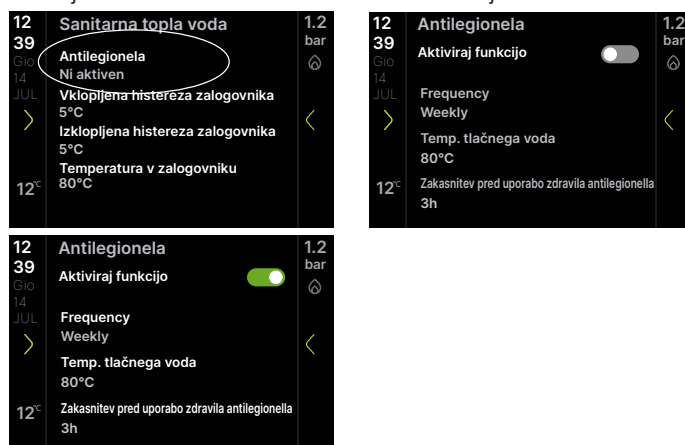 12
39
Gio
14
JUL
12°C
Sanitarna topla voda
Antilegionela
Ni aktiven
Vklopljena histereza zalogovnika
5°C
Izklopljena histereza zalogovnika
5°C
Temperatura v zalogovniku
80°C
1.2
bar
12
39
Gio
14
JUL
12°C
Antilegionela
Aktiviraj funkcijo
Frequency
Weekly
Temp. tlačnega voda
80°C
Zakasnitev pred uporabo zdravila antilegionella
3h
1.2
bar
12
39
Gio
14
JUL
12°C
Antilegionela
Aktiviraj funkcijo
Frequency
Weekly
Temp. tlačnega voda
80°C
Zakasnitev pred uporabo zdravila antilegionella
3h
1.2
bar